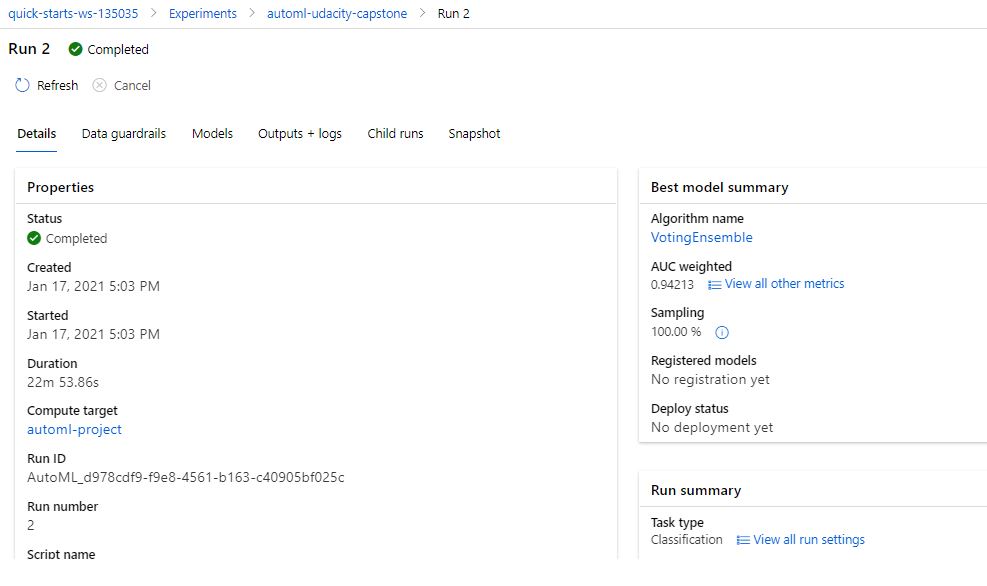 quick-starts-ws-135035 > Experiments > automl-udacity-capstone > Run 2
Run 2 Completed
Refresh Cancel
Details Data guardrails Models Outputs + logs Child runs Snapshot
Properties
Status
Completed
Created
Jan 17, 2021 5:03 PM
Started
Jan 17, 2021 5:03 PM
Duration
22m 53.86s
Compute target
automl-project
Run ID
AutoML_d978cdf9-f9e8-4561-b163-c40905bf025c
Run number
2
Script name
Best model summary
Algorithm name
VotingEnsemble
AUC weighted
0.94213 View all other metrics
Sampling
100.00 %
Registered models
No registration yet
Deploy status
No deployment yet
Run summary
Task type
Classification View all run settings